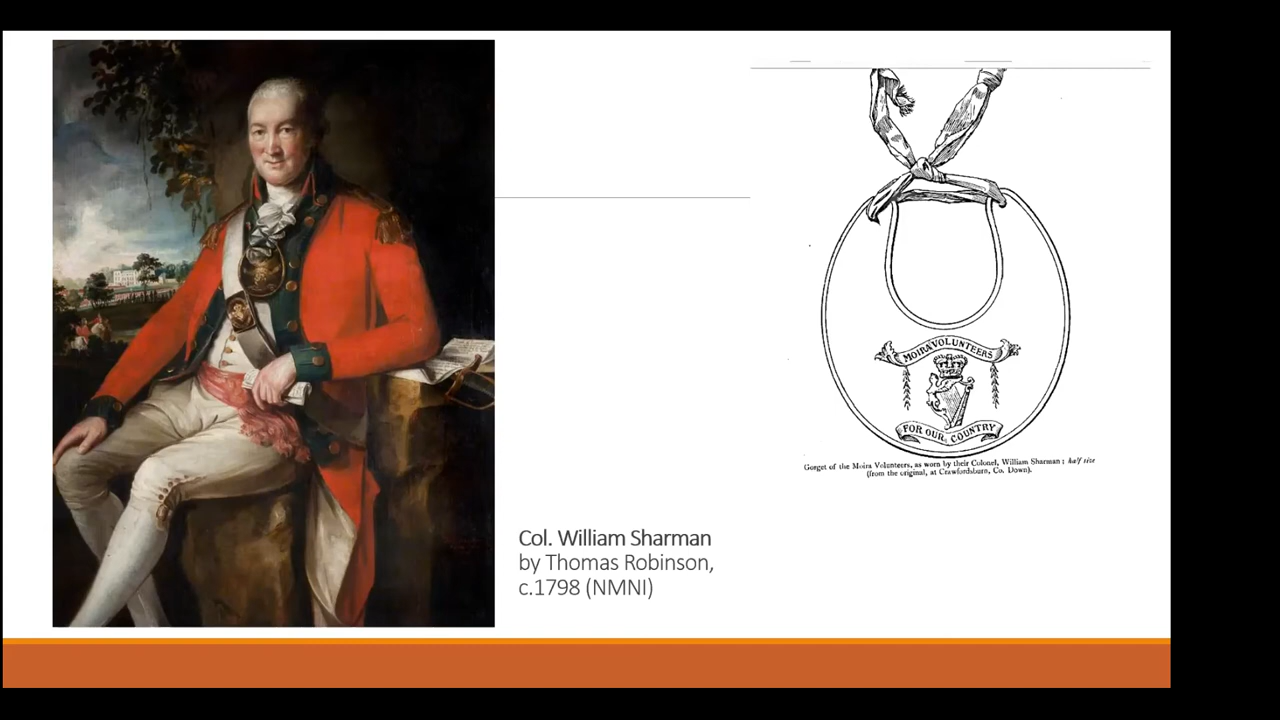 MOIRA VOLUNTEERS
FOR OUR COUNTRY
Gorget of the Moira Volunteers, as worn by their Colonel, William Sharman; half size
(from the original, at Crawfordsburn, Co. Down).
Col. William Sharman
by Thomas Robinson,
c.1798 (NMNI)